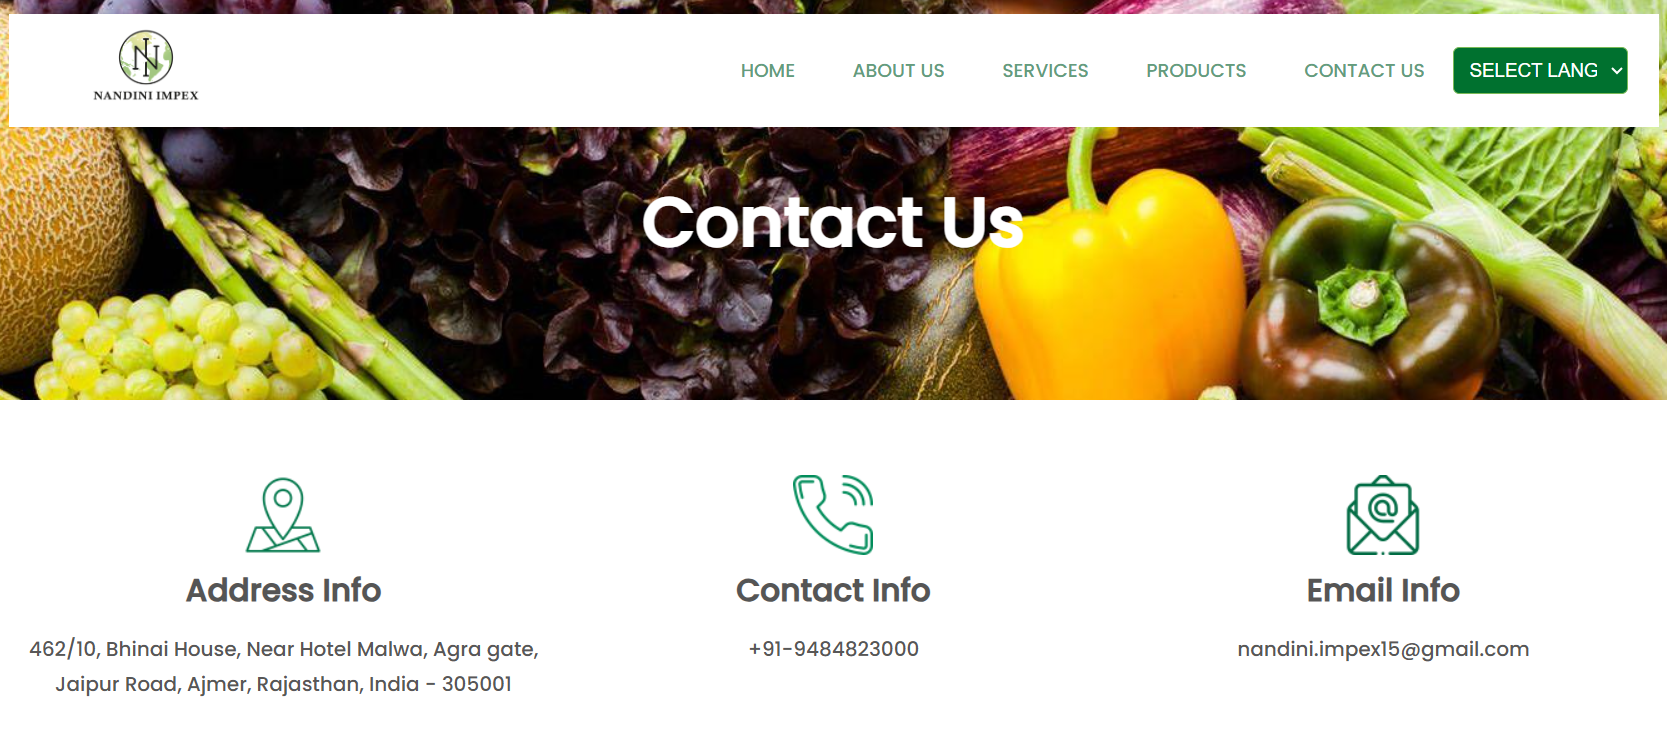 NANDINI IMPEX
HOME ABOUT US SERVICES PRODUCTS CONTACT US SELECT LANG
Contact Us
Address Info
462/10, Bhinai House, Near Hotel Malwa, Agra gate,
Jaipur Road, Ajmer, Rajasthan, India - 305001
Contact Info
+91-9484823000
Email Info
nandini.impex15@gmail.com